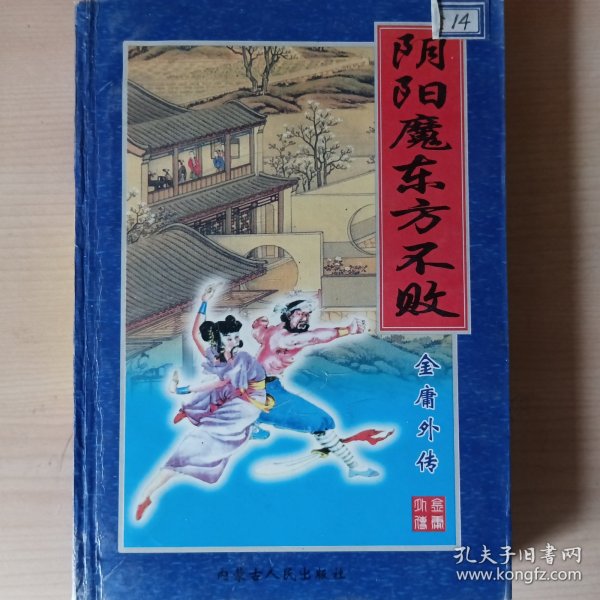 14
阴阳魔东方不败
金庸外传
金庸
外传
内蒙古人民出版社
孔夫子旧书网
www.kongfz.com